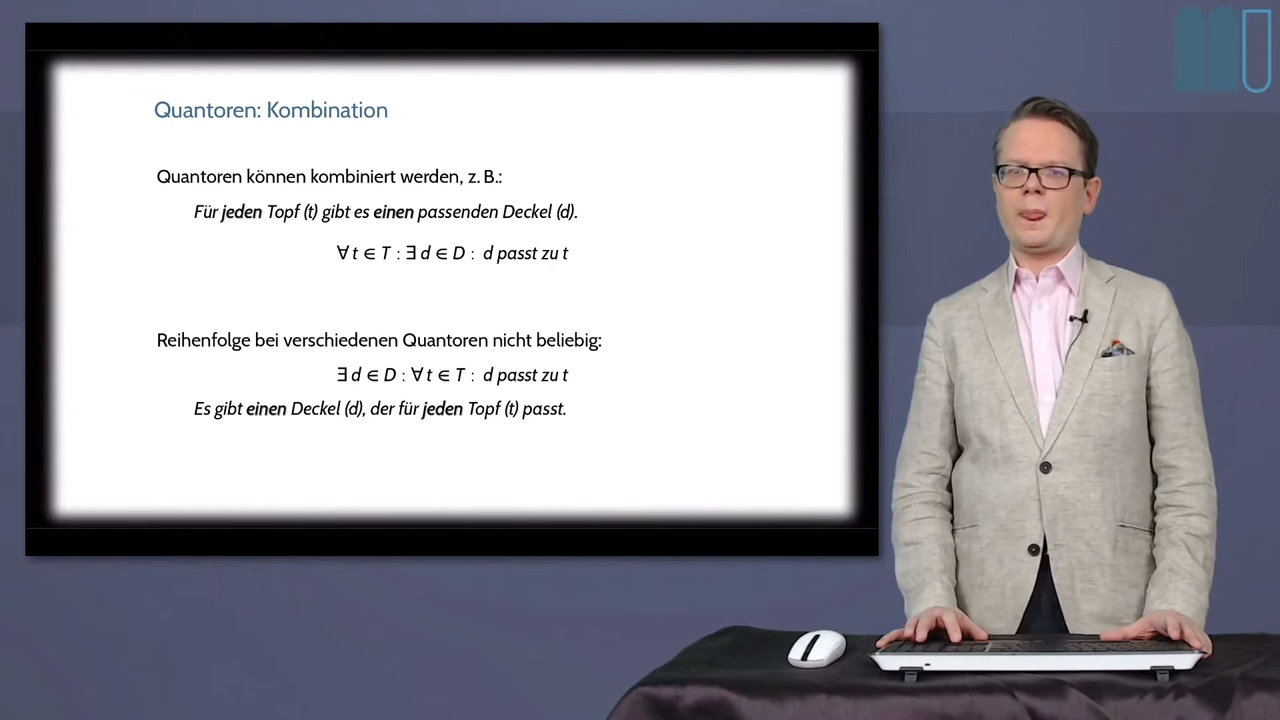 Quantoren: Kombination
Quantoren können kombiniert werden, z. B.:
Für jeden Topf (t) gibt es einen passenden Deckel (d).
∀ t ∈ T : ∃ d ∈ D : d passt zu t
Reihenfolge bei verschiedenen Quantoren nicht beliebig:
∃ d ∈ D : ∀ t ∈ T : d passt zu t
Es gibt einen Deckel (d), der für jeden Topf (t) passt.